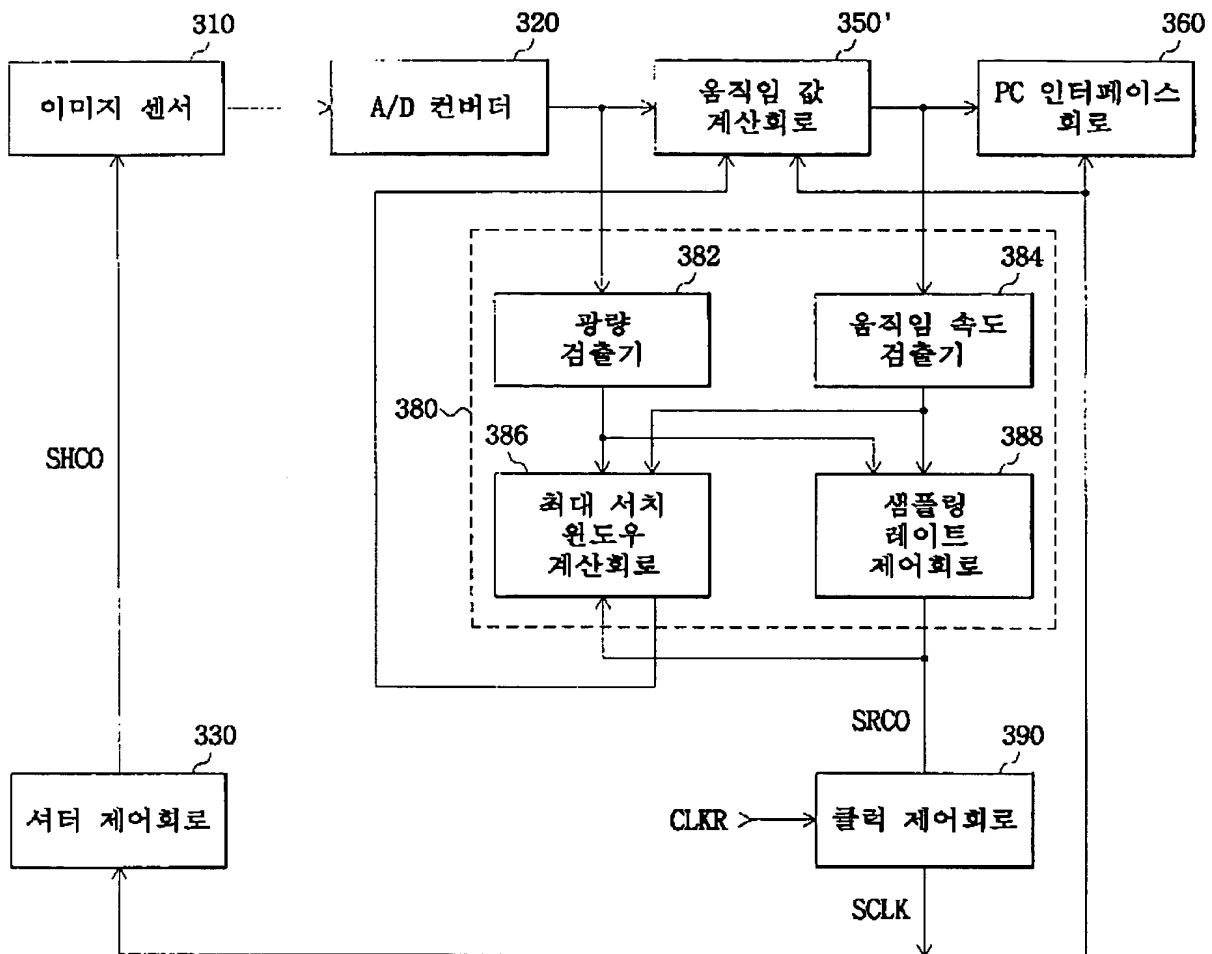 310
320
350'
360
이미지 센서
A/D 컨버더
움직임 값
계산회로
PC 인터페이스
회로
382
384
광량
검출기
움직임 속도
검출기
380
386
388
SHCO
최대 서치
윈도우
계산회로
샘플링
레이트
제어회로
SRCO
330
390
셔터 제어회로
CLKR
클럭 제어회로
SCLK